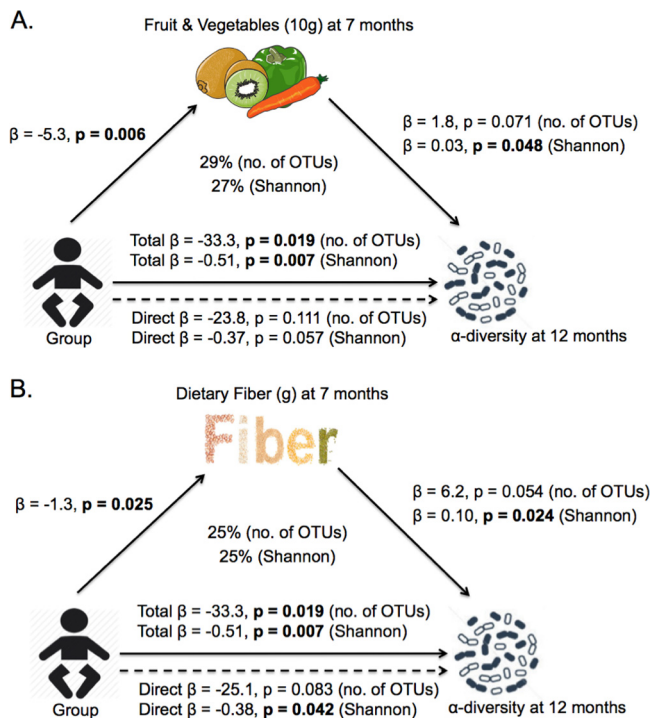 A.
Fruit & Vegetables (10g) at 7 months
β = -5.3, p = 0.006
β = 1.8, p = 0.071 (no. of OTUs)
β = 0.03, p = 0.048 (Shannon)
29% (no. of OTUs)
27% (Shannon)
Total β = -33.3, p = 0.019 (no. of OTUs)
Total β = -0.51, p = 0.007 (Shannon)
Direct β = -23.8, p = 0.111 (no. of OTUs)
Direct β = -0.37, p = 0.057 (Shannon)
Group
α-diversity at 12 months
B.
Dietary Fiber (g) at 7 months
Fiber
β = -1.3, p = 0.025
β = 6.2, p = 0.054 (no. of OTUs)
β = 0.10, p = 0.024 (Shannon)
25% (no. of OTUs)
25% (Shannon)
Total β = -33.3, p = 0.019 (no. of OTUs)
Total β = -0.51, p = 0.007 (Shannon)
Direct β = -25.1, p = 0.083 (no. of OTUs)
Direct β = -0.38, p = 0.042 (Shannon)
Group
α-diversity at 12 months